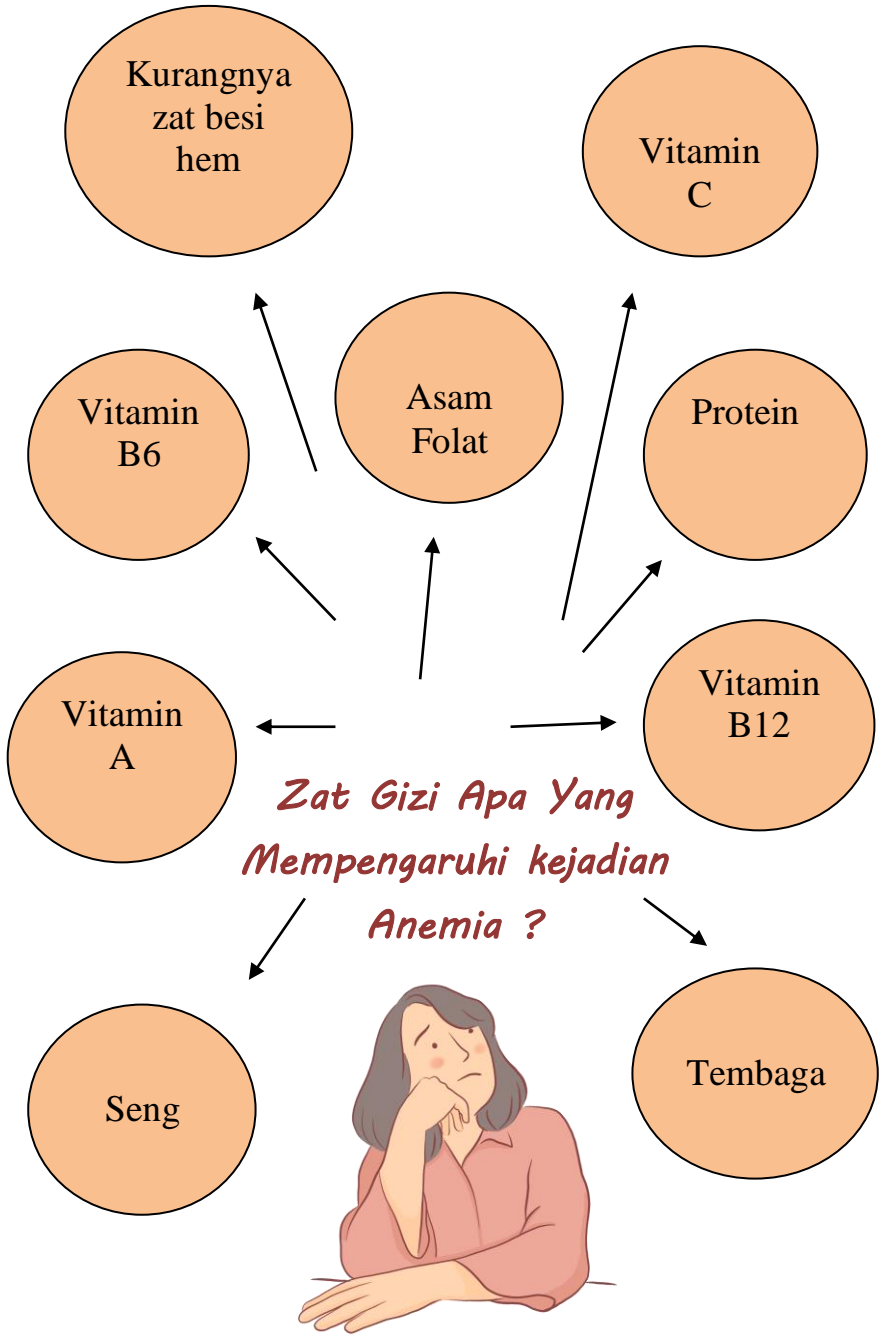 Kurangnya
zat besi
hem
Vitamin
C
Asam
Folat
Vitamin
B6
Protein
Vitamin
A
Vitamin
B12
Zat Gizi Apa Yang
Mempengaruhi kejadian
Anemia ?
Seng
Tembaga